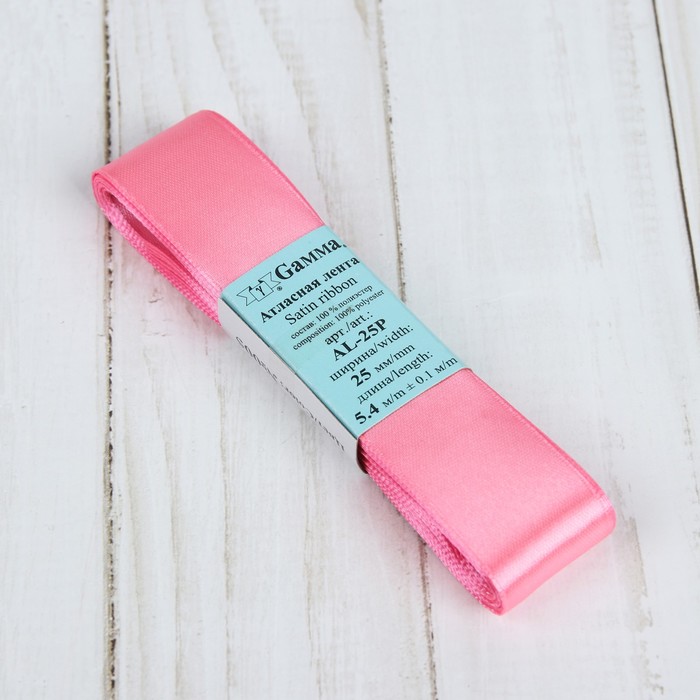 Gamma®
Атласная лента
Satin ribbon
состав: 100 % полиэстер
composition: 100% polyester
арт./art.:
AL-25P
ширина/width:
25 мм/mm
длина/length:
5.4 м/m ± 0.1 м/m